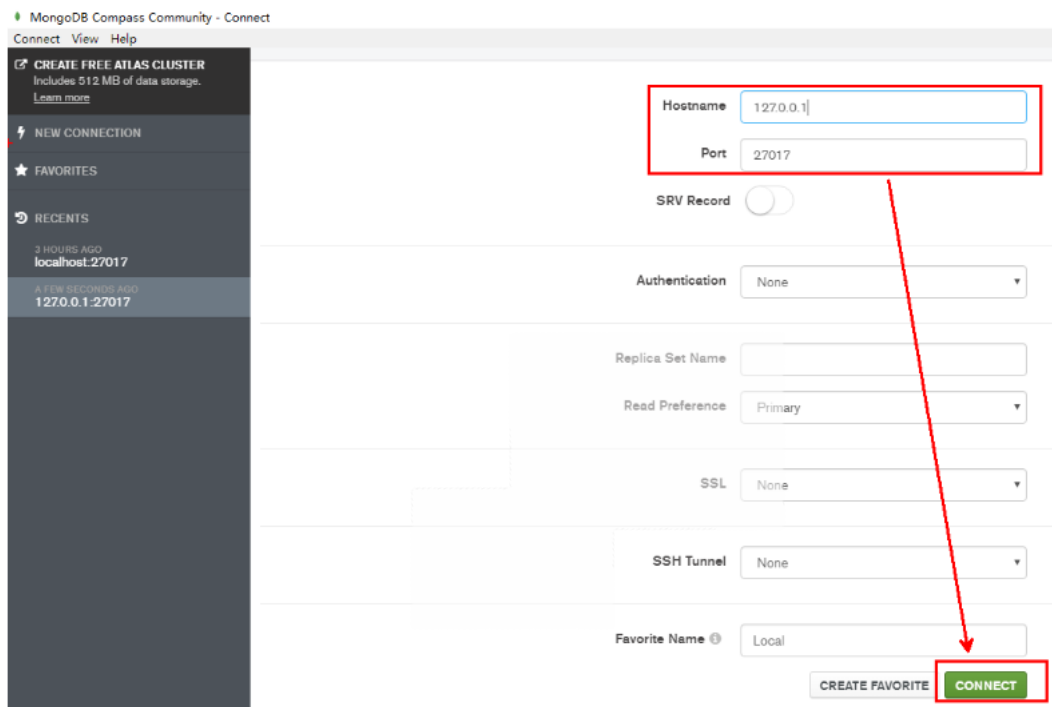 MongoDB Compass Community - Connect
Connect View Help
CREATE FREE ATLAS CLUSTER
Includes 512 MB of data storage.
Learn more
NEW CONNECTION
FAVORITES
RECENTS
3 HOURS AGO
localhost:27017
A FEW SECONDS AGO
127.0.0.1:27017
Hostname 127.0.0.1
Port 27017
SRV Record
Authentication None
Replica Set Name
Read Preference Primary
SSL None
SSH Tunnel None
Favorite Name Local
CREATE FAVORITE CONNECT